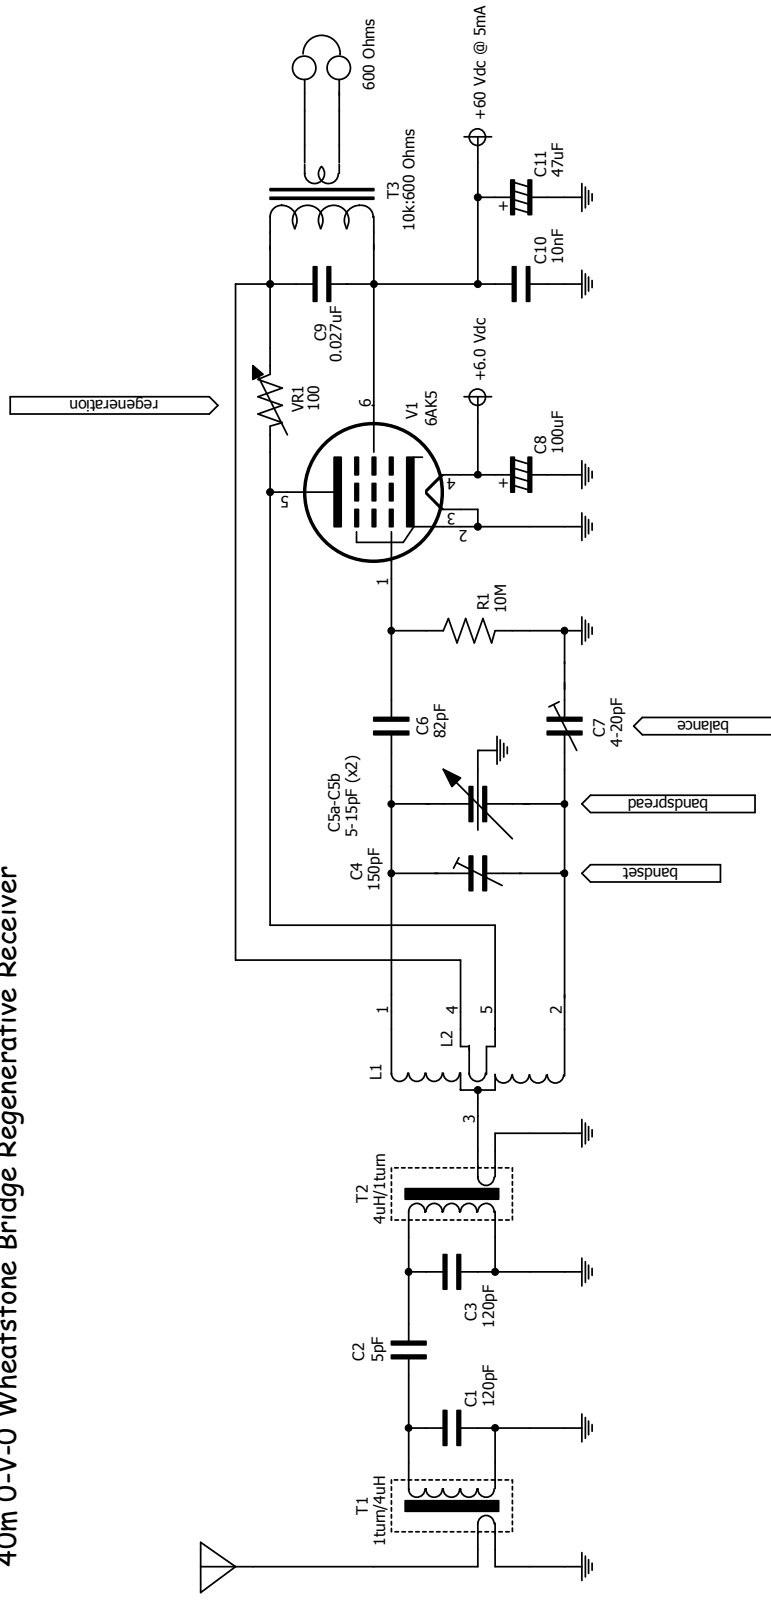 40m 0-V-0 Wheatstone Bridge Regenerative Receiver
T1
1turn/4uH
C1
120pF
C2
5pF
C3
120pF
T2
4uH/1turn
3
L1
L2
1
4
5
2
C4
150pF
C5a-C5b
5-15pF (x2)
bandset
bandspread
balance
C6
82pF
C7
4-20pF
R1
10M
1
5
6
2
3
4
V1
6AK5
regeneration
VR1
100
C8
100uF
+
+6.0 Vdc
C9
0.027uF
C10
10nF
C11
47uF
+
+60 Vdc @ 5mA
T3
10k:600 Ohms
600 Ohms